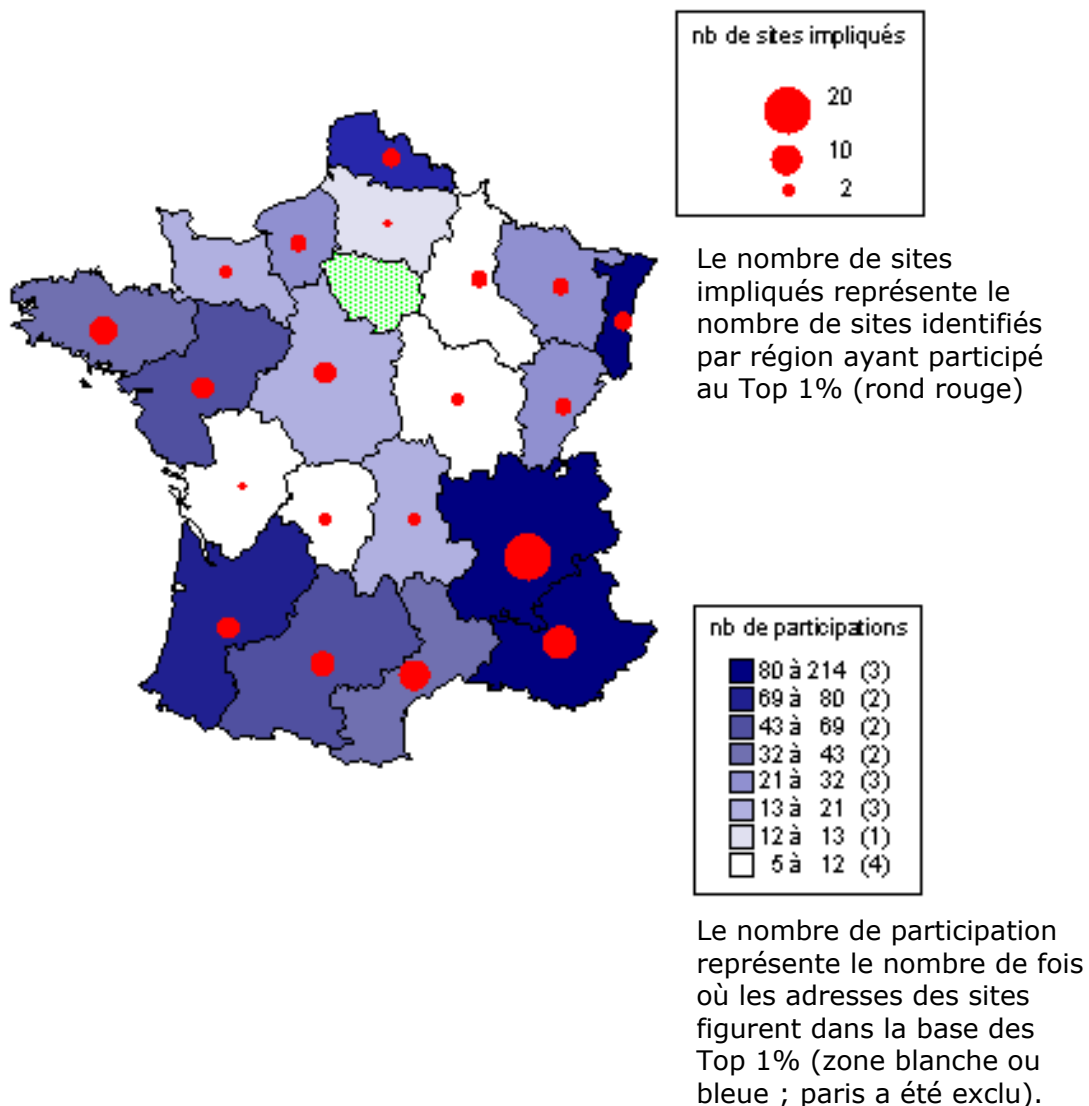 nb de sites impliqués
20
10
2
Le nombre de sites
impliqués représente le
nombre de sites identifiés
par région ayant participé
au Top 1% (rond rouge)
nb de participations
80 à 214 (3)
69 à 80 (2)
43 à 69 (2)
32 à 43 (2)
21 à 32 (3)
13 à 21 (3)
12 à 13 (1)
5 à 12 (4)
Le nombre de participation
représente le nombre de fois
où les adresses des sites
figurent dans la base des
Top 1% (zone blanche ou
bleue ; paris a été exclu).